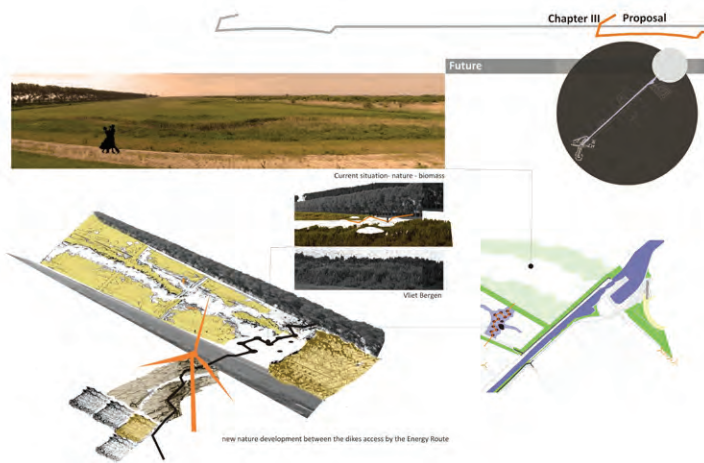 Chapter III Proposal
Future
Current situation- nature - biomass
Vliet Bergen
new nature development between the dikes access by the Energy Route